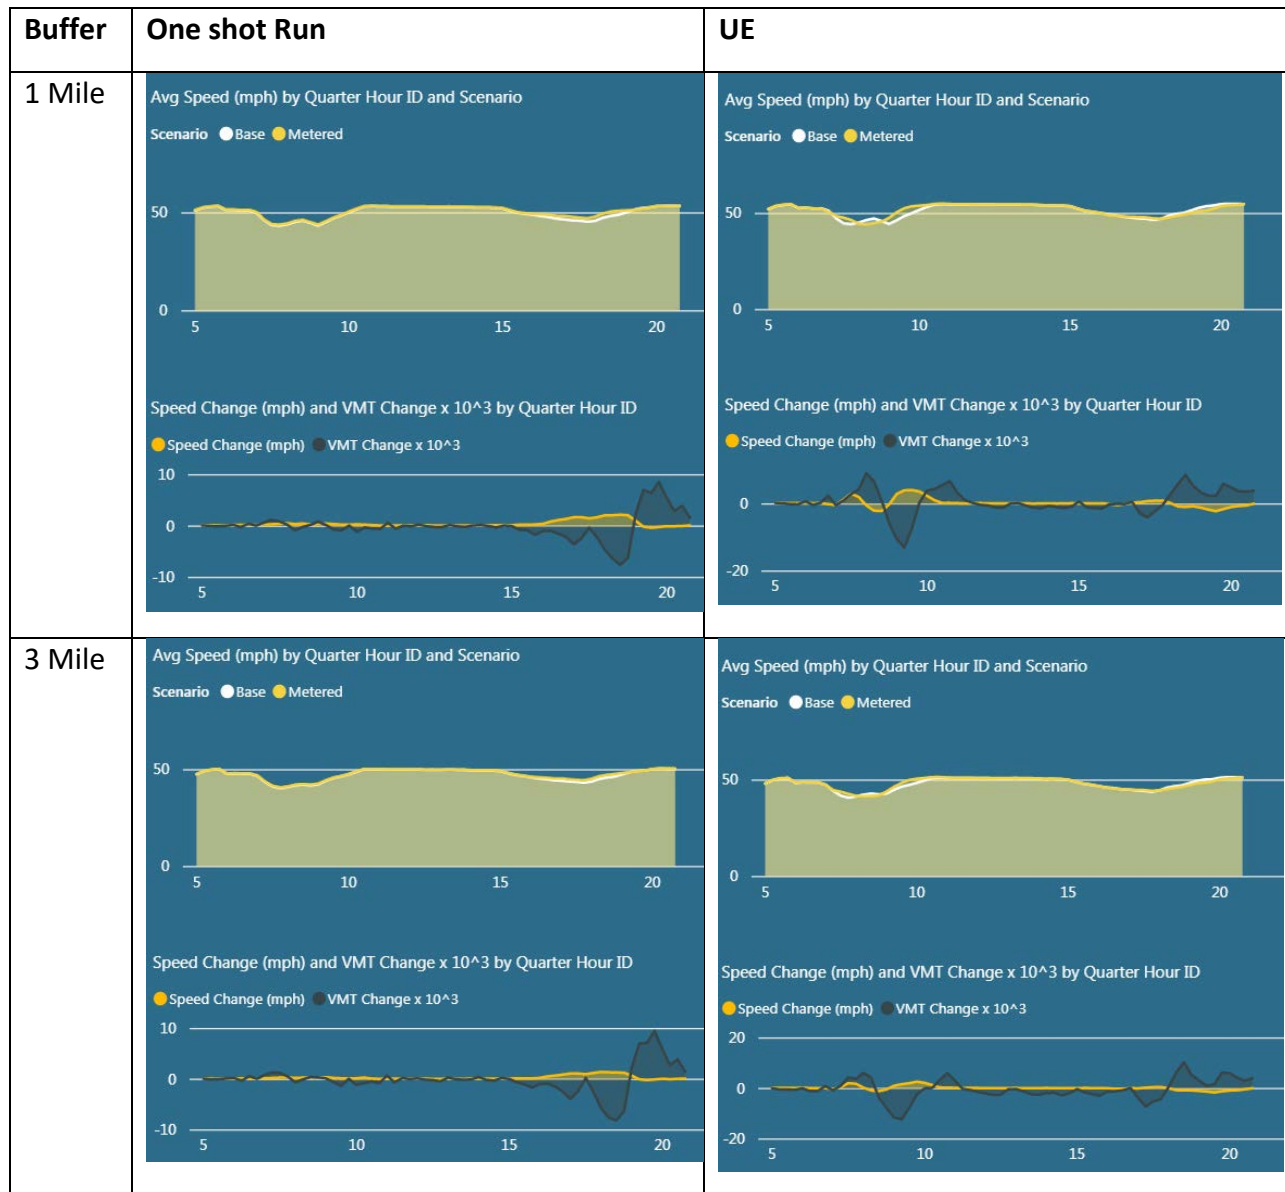 Buffer One shot Run UE
1 Mile
Avg Speed (mph) by Quarter Hour ID and Scenario
Scenario Base Metered
50
0
5 10 15 20
Speed Change (mph) and VMT Change x 10^3 by Quarter Hour ID
Speed Change (mph) VMT Change x 10^3
10
0
-10
5 10 15 20
Avg Speed (mph) by Quarter Hour ID and Scenario
Scenario Base Metered
50
0
5 10 15 20
Speed Change (mph) and VMT Change x 10^3 by Quarter Hour ID
Speed Change (mph) VMT Change x 10^3
0
-20
5 10 15 20
3 Mile
Avg Speed (mph) by Quarter Hour ID and Scenario
Scenario Base Metered
50
0
5 10 15 20
Speed Change (mph) and VMT Change x 10^3 by Quarter Hour ID
Speed Change (mph) VMT Change x 10^3
10
0
-10
5 10 15 20
Avg Speed (mph) by Quarter Hour ID and Scenario
Scenario Base Metered
50
0
5 10 15 20
Speed Change (mph) and VMT Change x 10^3 by Quarter Hour ID
Speed Change (mph) VMT Change x 10^3
20
0
-20
5 10 15 20